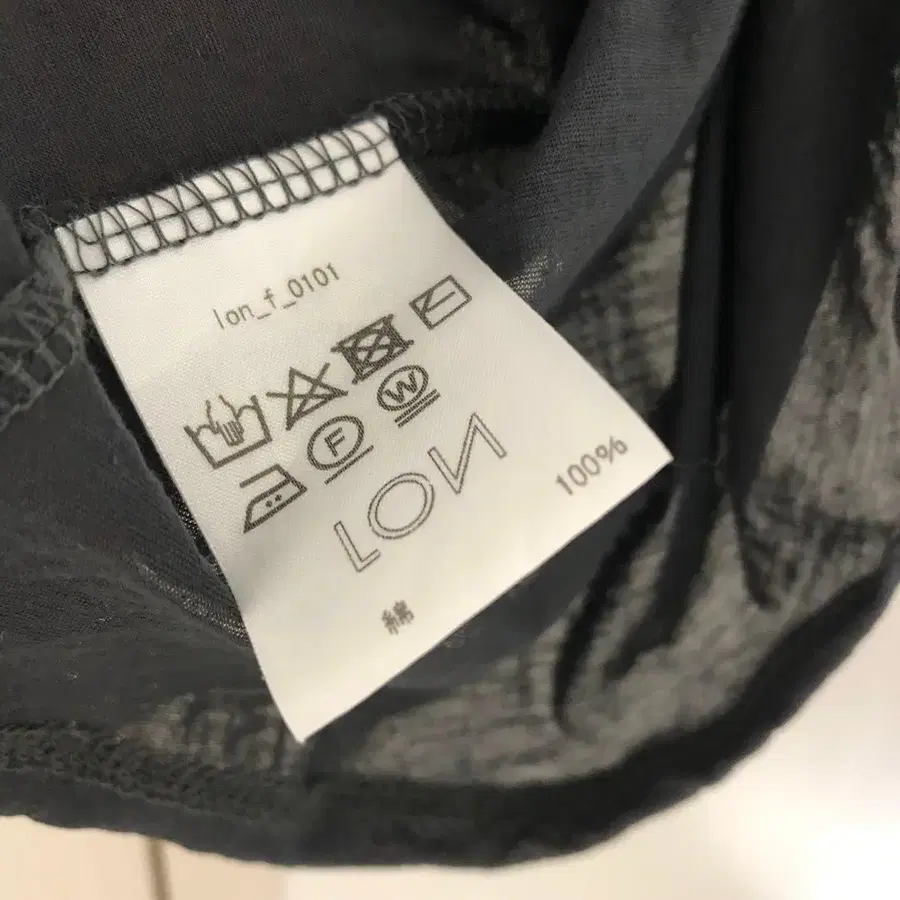 lon_f_0101
F W
LON
綿 100%